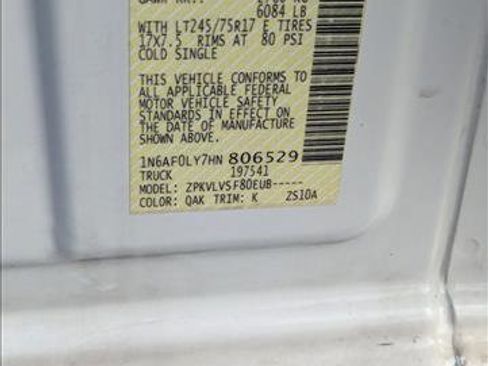 6084 LB
WITH LT245/75R17 E TIRES
17X7.5 RIMS AT 80 PSI
COLD SINGLE
THIS VEHICLE CONFORMS TO
ALL APPLICABLE FEDERAL
MOTOR VEHICLE SAFETY
STANDARDS IN EFFECT ON
THE DATE OF MANUFACTURE
SHOWN ABOVE.
1N6AF0LY7HN 806529
TRUCK 197541
MODEL: ZPKVLVSF80EUB-----
COLOR: QAK TRIM: K ZS10A